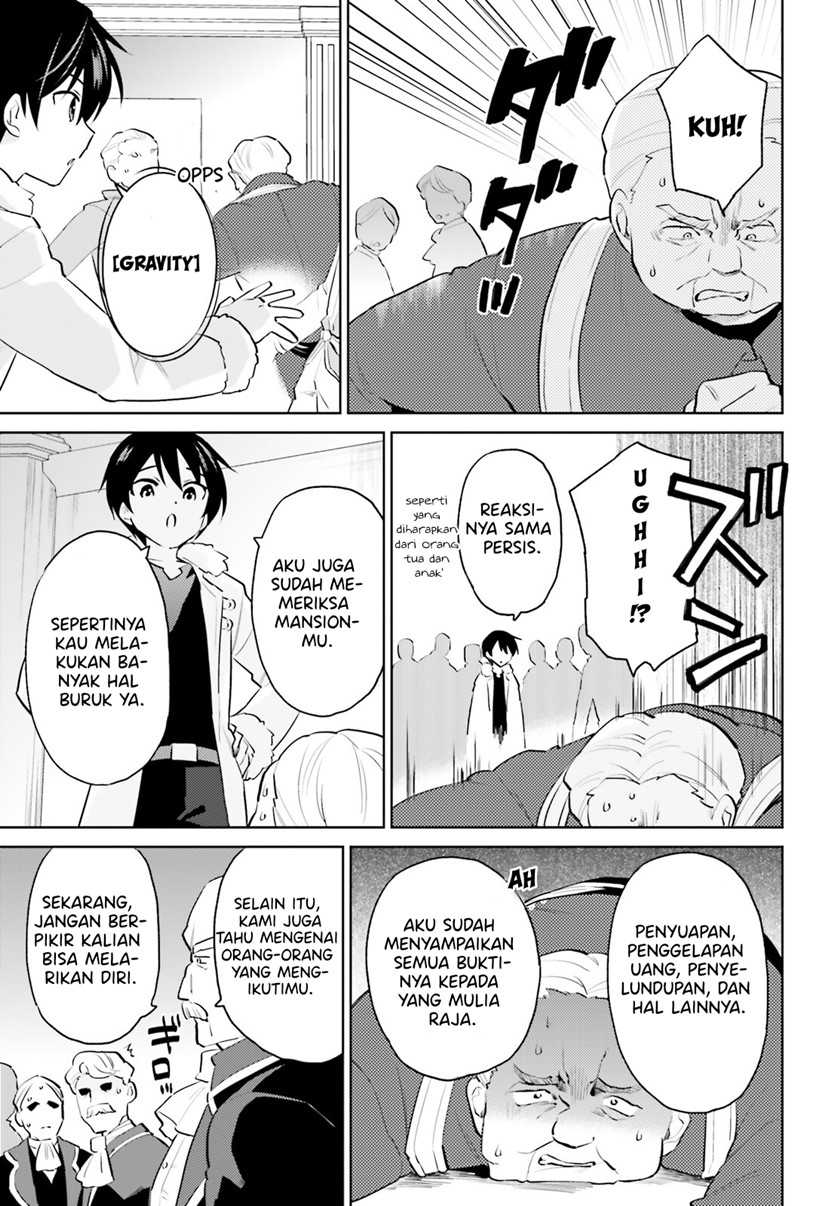 KUH!
ダダダ
OPPS
[GRAVITY]
UGHH!!?
ズン
REAKSI-
NYA SAMA
PERSIS.
seperti
yang
diharapkan
dari orang
tua dan
anak'
AKU JUGA
SUDAH ME-
MERIKSA
MANSION-
MU.
SEPERTINYA
KAU MELA-
KUKAN BA-
NYAK HAL
BURUK YA.
PENYUAPAN,
PENGGELAPAN
UANG, PENYE-
LUNDUPAN, DAN
HAL LAINNYA.
AH
AKU SUDAH
MENYAMPAIKAN
SEMUA BUKTI-
NYA KEPADA
YANG MULIA
RAJA.
SELAIN ITU,
KAMI JUGA
TAHU MENGENAI
ORANG-ORANG
YANG MENG-
IKUTIMU.
SEKARANG,
JANGAN BER-
PIKIR KALIAN
BISA MELA-
RIKAN DIRI.
ギロ